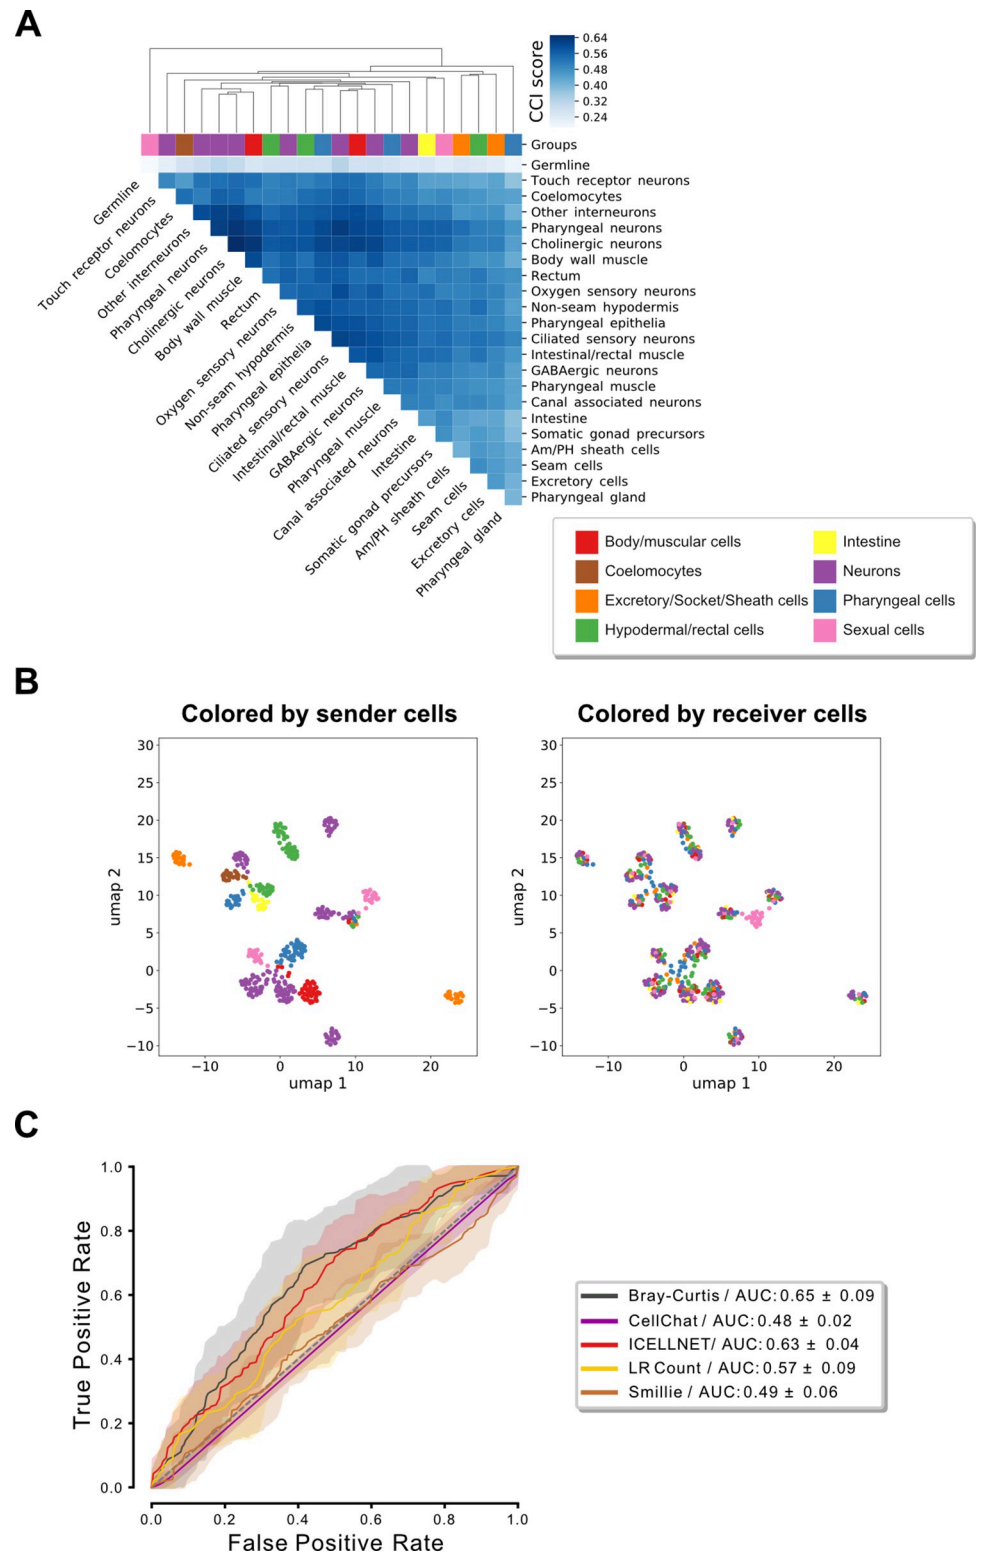 A
CCI score
0.64
0.56
0.48
0.40
0.32
0.24
Groups
Germline
Touch receptor neurons
Coelomocytes
Other interneurons
Pharyngeal neurons
Cholinergic neurons
Body wall muscle
Rectum
Oxygen sensory neurons
Non-seam hypodermis
Pharyngeal epithelia
Ciliated sensory neurons
Intestinal/rectal muscle
GABAergic neurons
Pharyngeal muscle
Canal associated neurons
Intestine
Somatic gonad precursors
Am/PH sheath cells
Seam cells
Excretory cells
Pharyngeal gland
Germline
Touch receptor neurons
Coelomocytes
Other interneurons
Pharyngeal neurons
Cholinergic neurons
Body wall muscle
Rectum
Oxygen sensory neurons
Non-seam hypodermis
Pharyngeal epithelia
Ciliated sensory neurons
Intestinal/rectal muscle
GABAergic neurons
Pharyngeal muscle
Canal associated neurons
Intestine
Somatic gonad precursors
Am/PH sheath cells
Seam cells
Excretory cells
Pharyngeal gland
Body/muscular cells
Coelomocytes
Excretory/Socket/Sheath cells
Hypodermal/rectal cells
Intestine
Neurons
Pharyngeal cells
Sexual cells
B
Colored by sender cells
30
25
20
15
10
5
0
−5
−10
umap 2
−10 0 10 20
umap 1
Colored by receiver cells
30
25
20
15
10
5
0
−5
−10
umap 2
−10 0 10 20
umap 1
C
True Positive Rate
1.0
0.8
0.6
0.4
0.2
0.0
0.0 0.2 0.4 0.6 0.8 1.0
False Positive Rate
Bray-Curtis / AUC: 0.65 ± 0.09
CellChat / AUC: 0.48 ± 0.02
ICELLNET/ AUC: 0.63 ± 0.04
LR Count / AUC: 0.57 ± 0.09
Smillie / AUC: 0.49 ± 0.06